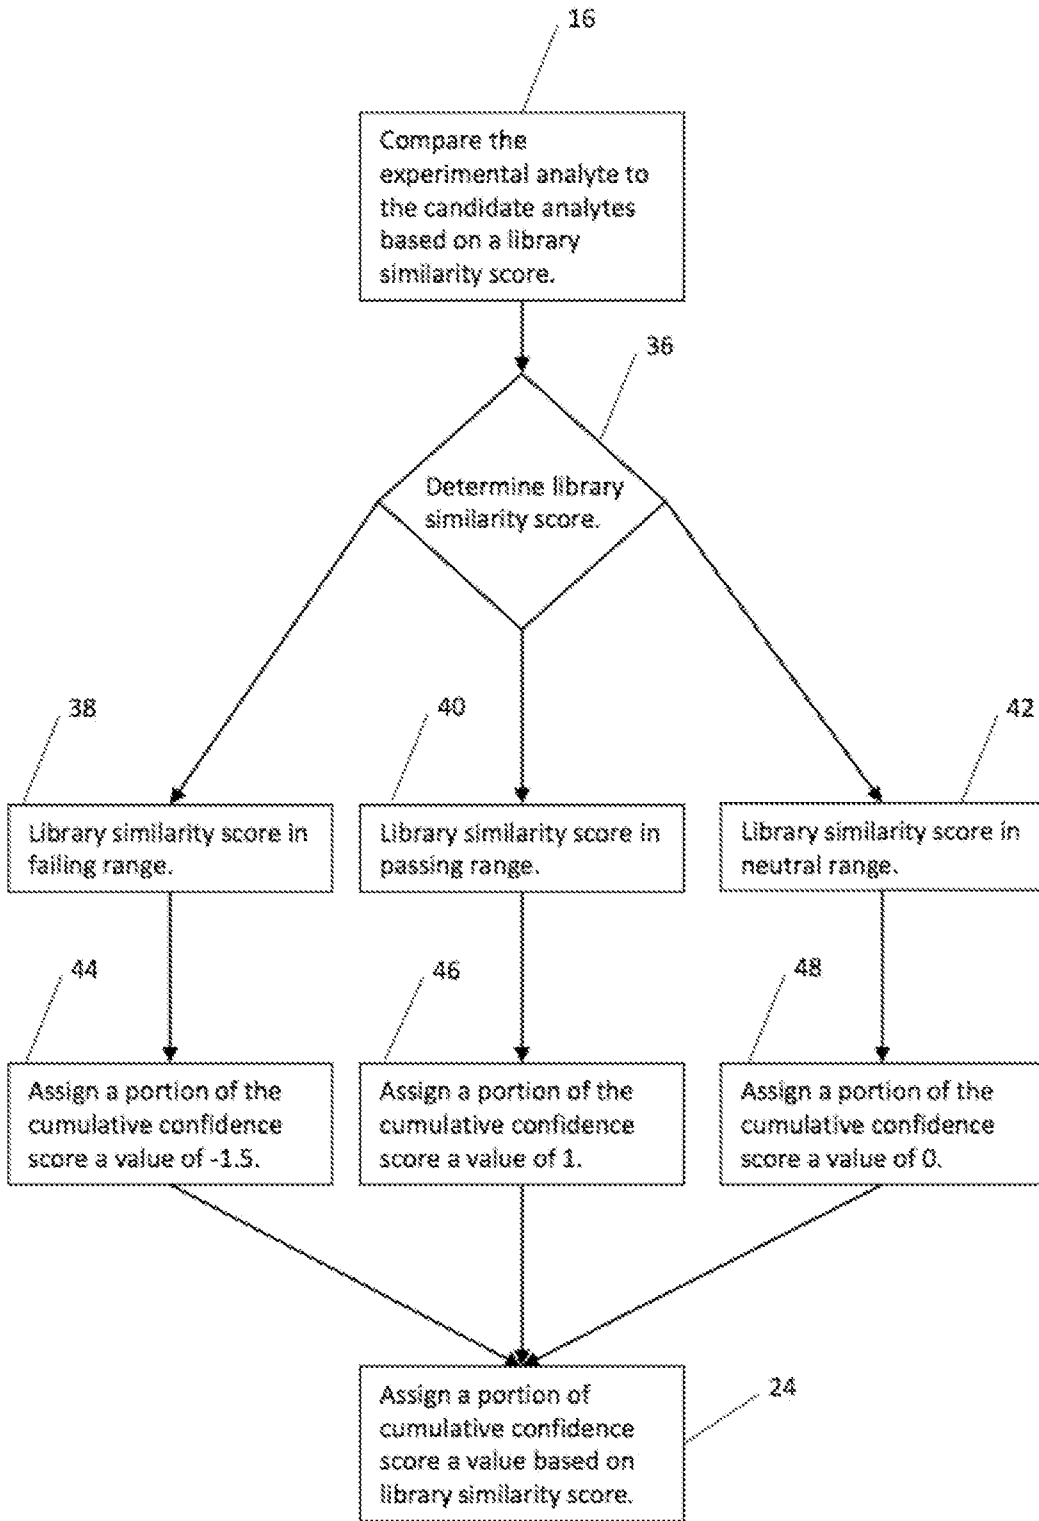 16
Compare the
experimental analyte to
the candidate analytes
based on a library
similarity score.
36
Determine library
similarity score.
38
40
42
Library similarity score in
failing range.
Library similarity score in
passing range.
Library similarity score in
neutral range.
44
46
48
Assign a portion of the
cumulative confidence
score a value of -1.5.
Assign a portion of the
cumulative confidence
score a value of 1.
Assign a portion of the
cumulative confidence
score a value of 0.
Assign a portion of
cumulative confidence
score a value based on
library similarity score.
24